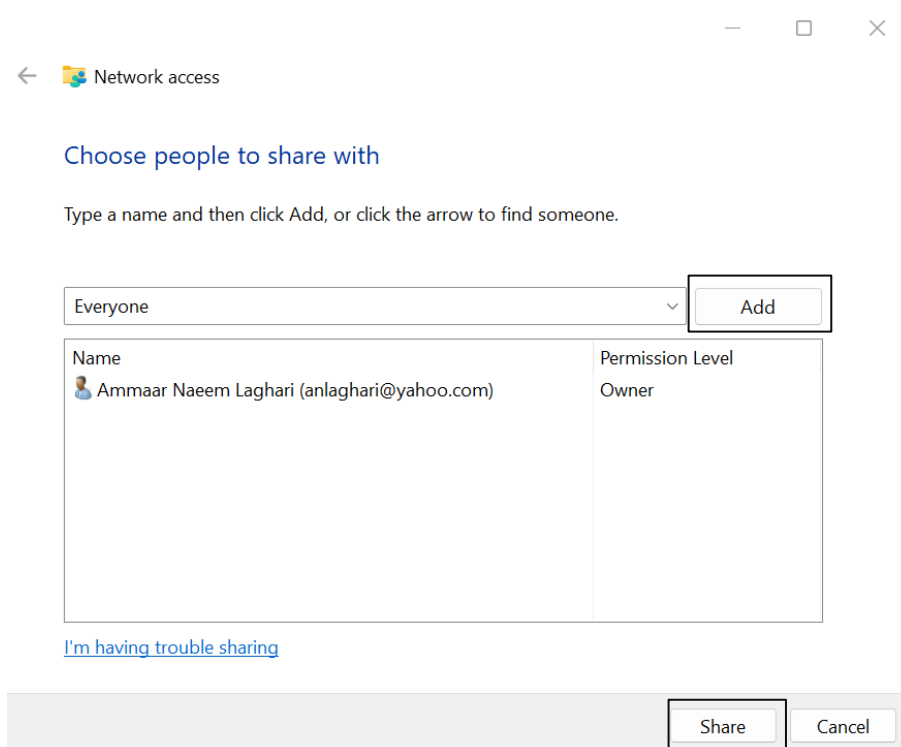 Network access
Choose people to share with
Type a name and then click Add, or click the arrow to find someone.
Everyone
Add
Name Permission Level
Ammaar Naeem Laghari (anlaghari@yahoo.com) Owner
I'm having trouble sharing
Share Cancel